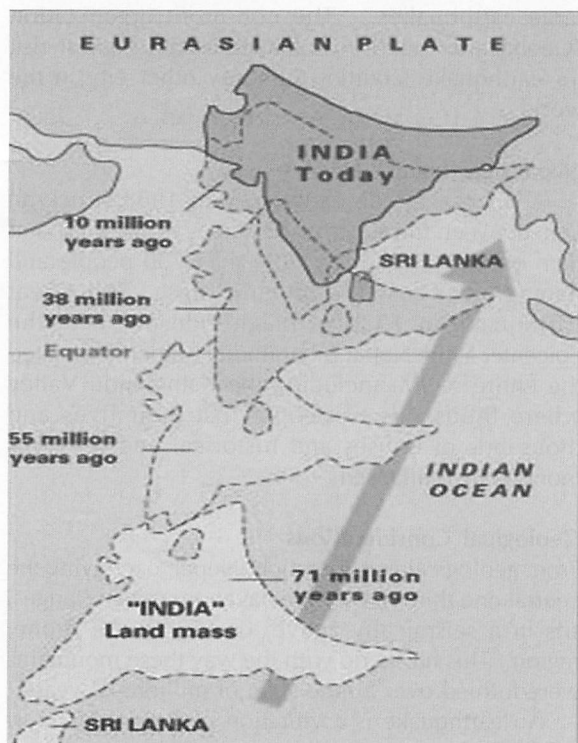 EURASIAN PLATE
INDIA
Today
10 million
years ago
SRI LANKA
38 million
years ago
Equator
55 million
years ago
INDIAN
OCEAN
71 million
years ago
"INDIA"
Land mass
SRI LANKA